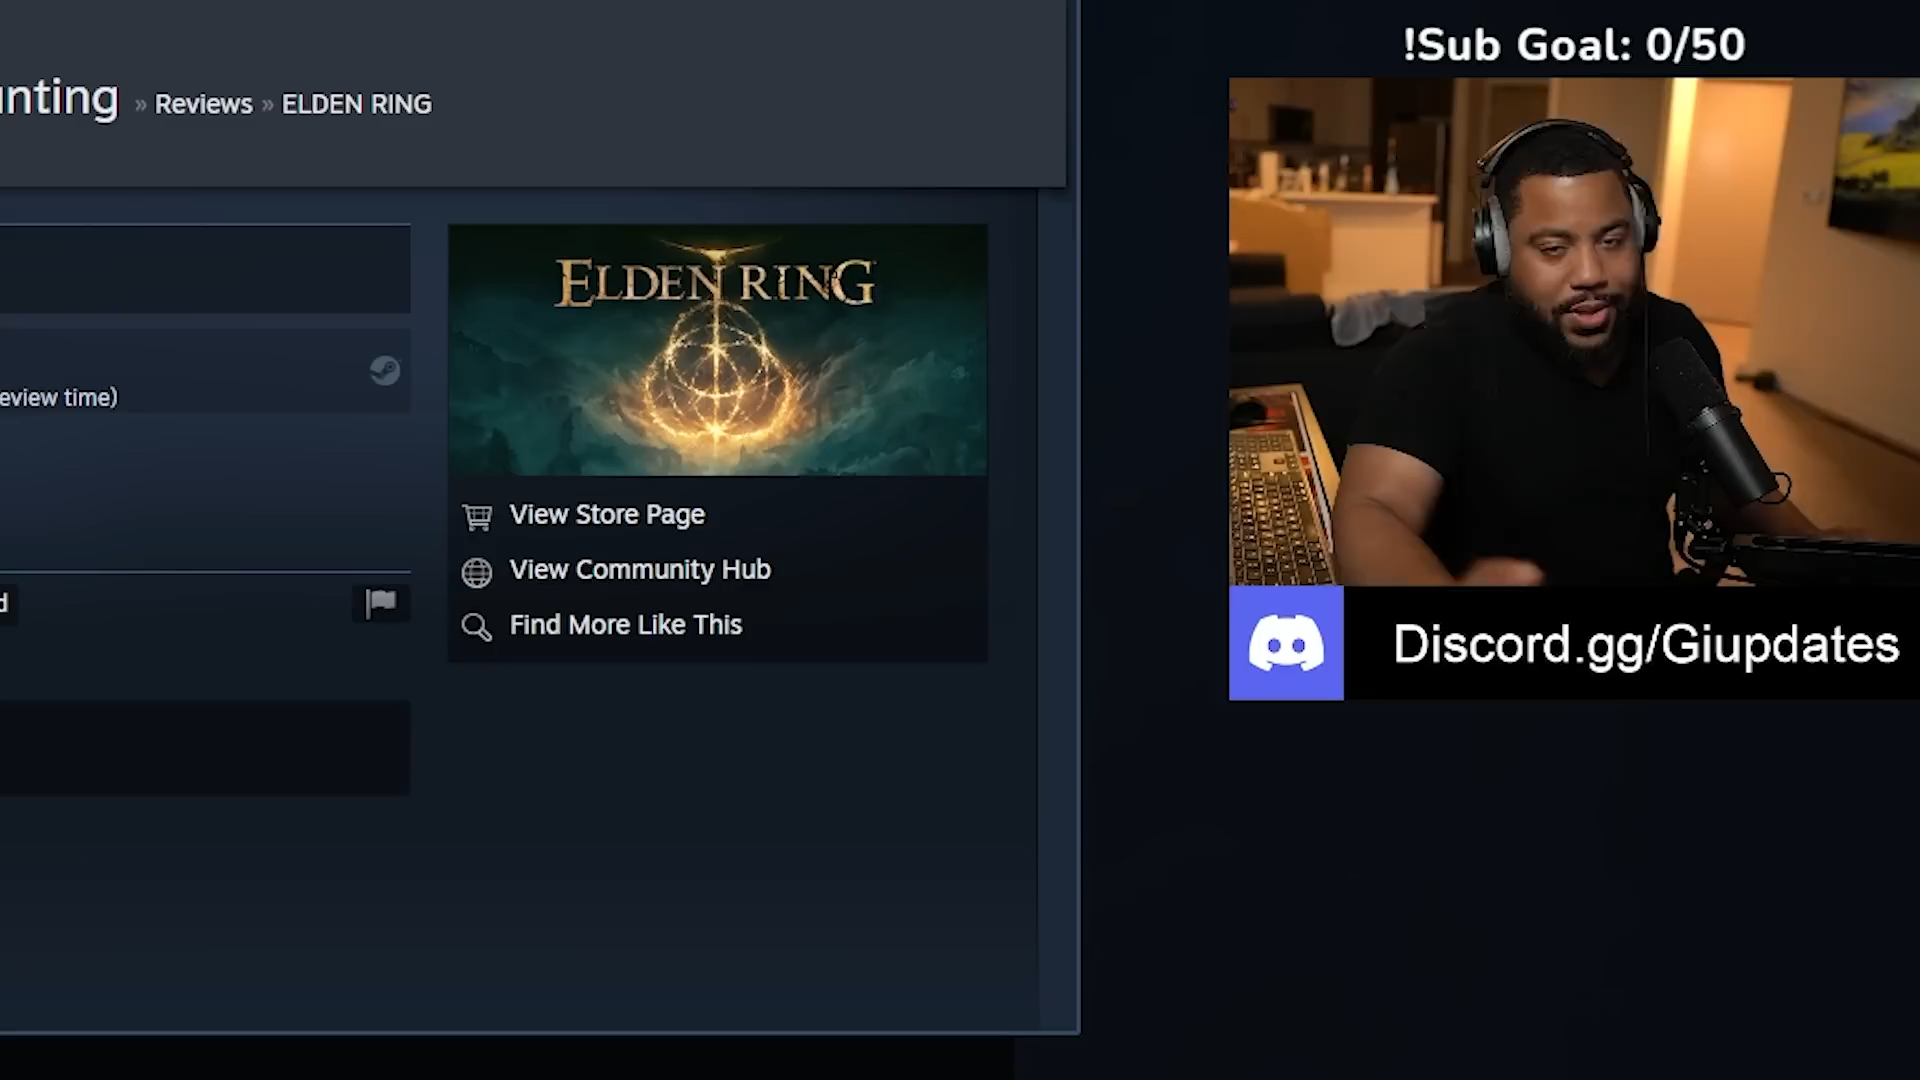 !Sub Goal: 0/50
unting » Reviews » ELDEN RING
ELDEN RING
eview time)
View Store Page
View Community Hub
d
Find More Like This
Discord.gg/Giupdates